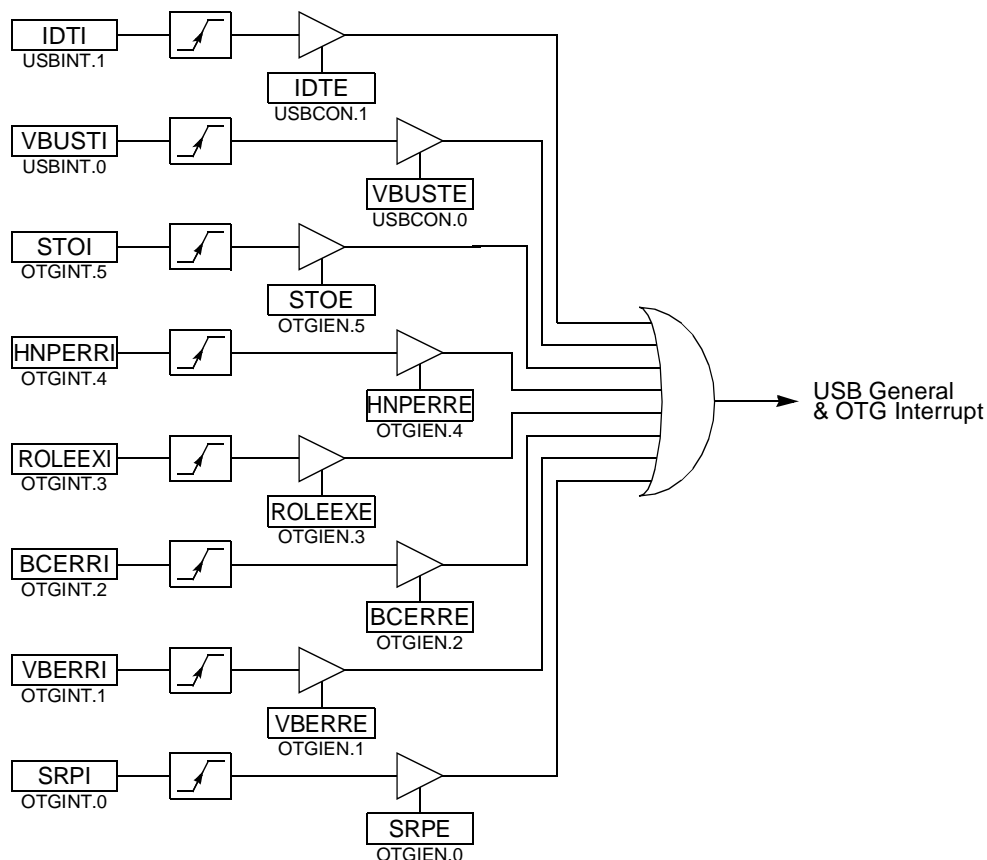 IDTI
USBINT.1
IDTE
USBCON.1
VBUSTI
USBINT.0
VBUSTE
USBCON.0
STOI
OTGINT.5
STOE
OTGIEN.5
HNPERRI
OTGINT.4
HNPERRE
OTGIEN.4
USB General
& OTG Interrupt
ROLEEXI
OTGINT.3
ROLEEXE
OTGIEN.3
BCERRI
OTGINT.2
BCERRE
OTGIEN.2
VBERRI
OTGINT.1
VBERRE
OTGIEN.1
SRPI
OTGINT.0
SRPE
OTGIEN.0